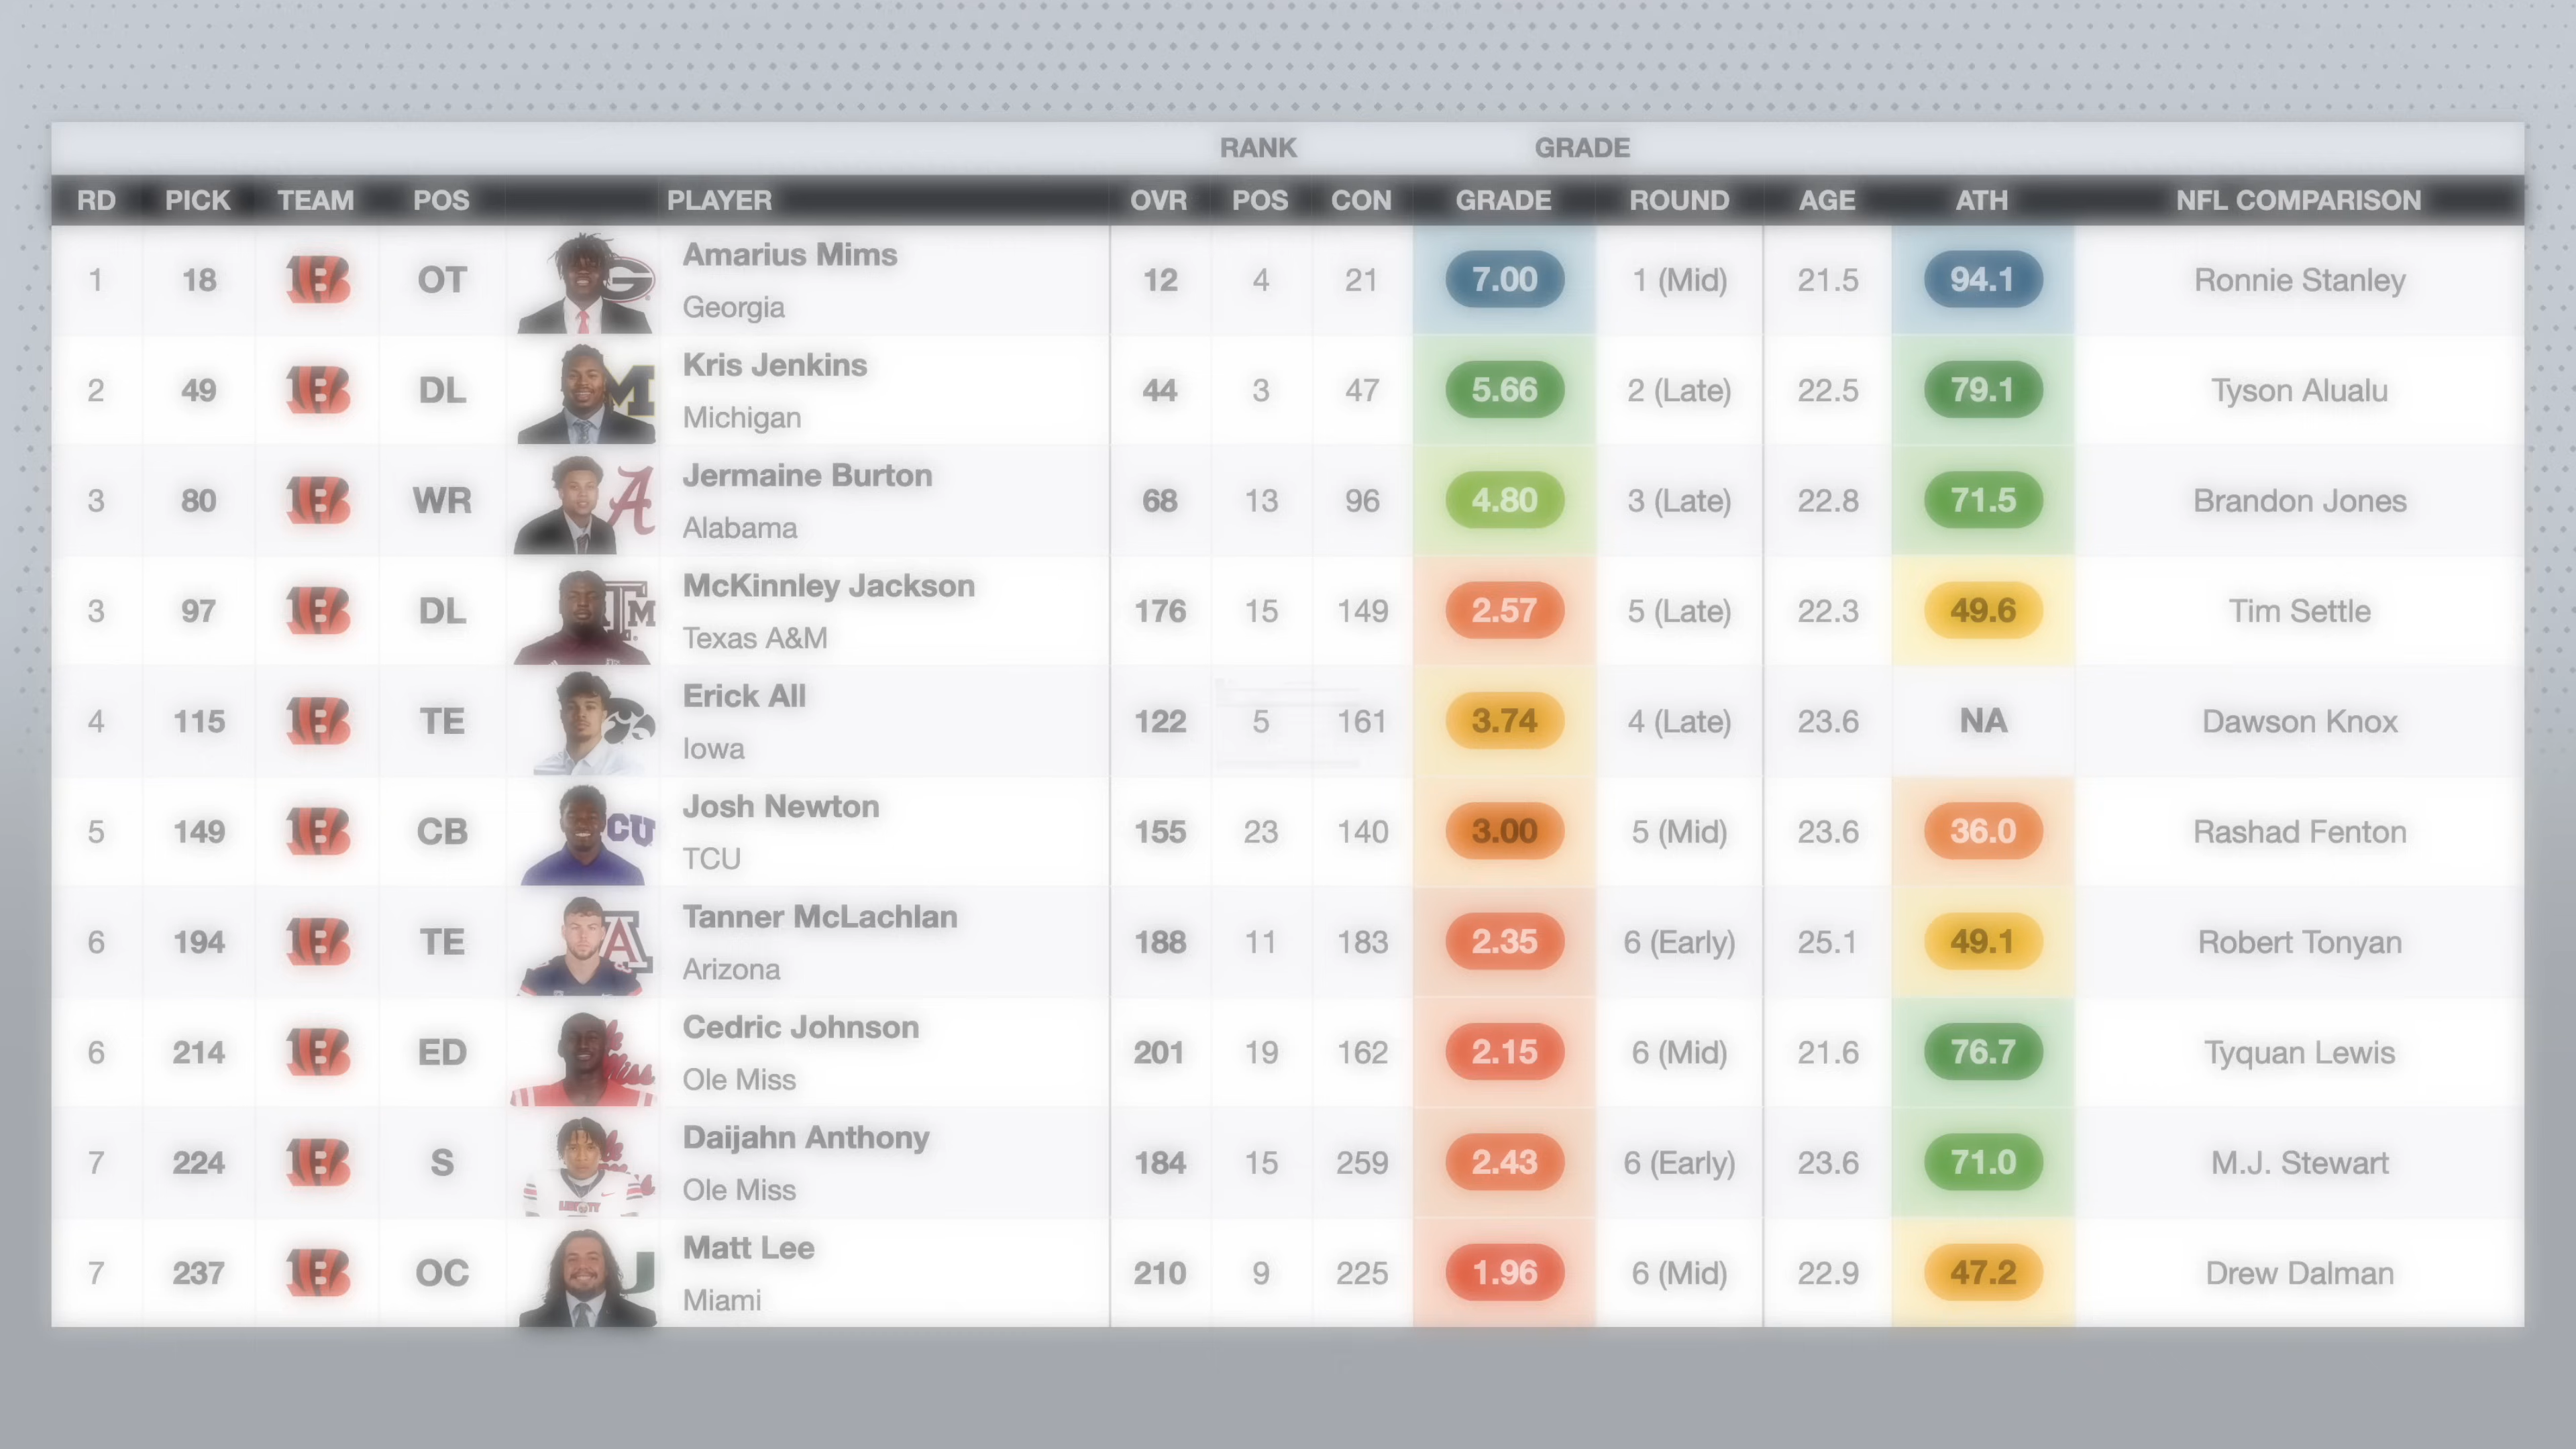 RANK GRADE
RD PICK TEAM POS PLAYER OVR POS CON GRADE ROUND AGE ATH NFL COMPARISON
1 18 B OT Amarius Mims 12 4 21 7.00 1 (Mid) 21.5 94.1 Ronnie Stanley
G Georgia
2 49 B DL Kris Jenkins 44 3 47 5.66 2 (Late) 22.5 79.1 Tyson Alualu
M Michigan
3 80 B WR Jermaine Burton 68 13 96 4.80 3 (Late) 22.8 71.5 Brandon Jones
A Alabama
3 97 B DL McKinnley Jackson 176 15 149 2.57 5 (Late) 22.3 49.6 Tim Settle
TM Texas A&M
4 115 B TE Erick All 122 5 161 3.74 4 (Late) 23.6 NA Dawson Knox
Iowa
5 149 B CB Josh Newton 155 23 140 3.00 5 (Mid) 23.6 36.0 Rashad Fenton
CU TCU
6 194 B TE Tanner McLachlan 188 11 183 2.35 6 (Early) 25.1 49.1 Robert Tonyan
A Arizona
6 214 B ED Cedric Johnson 201 19 162 2.15 6 (Mid) 21.6 76.7 Tyquan Lewis
Ole Miss
7 224 B S Daijahn Anthony 184 15 259 2.43 6 (Early) 23.6 71.0 M.J. Stewart
Ole Miss
7 237 B OC Matt Lee 210 9 225 1.96 6 (Mid) 22.9 47.2 Drew Dalman
Miami